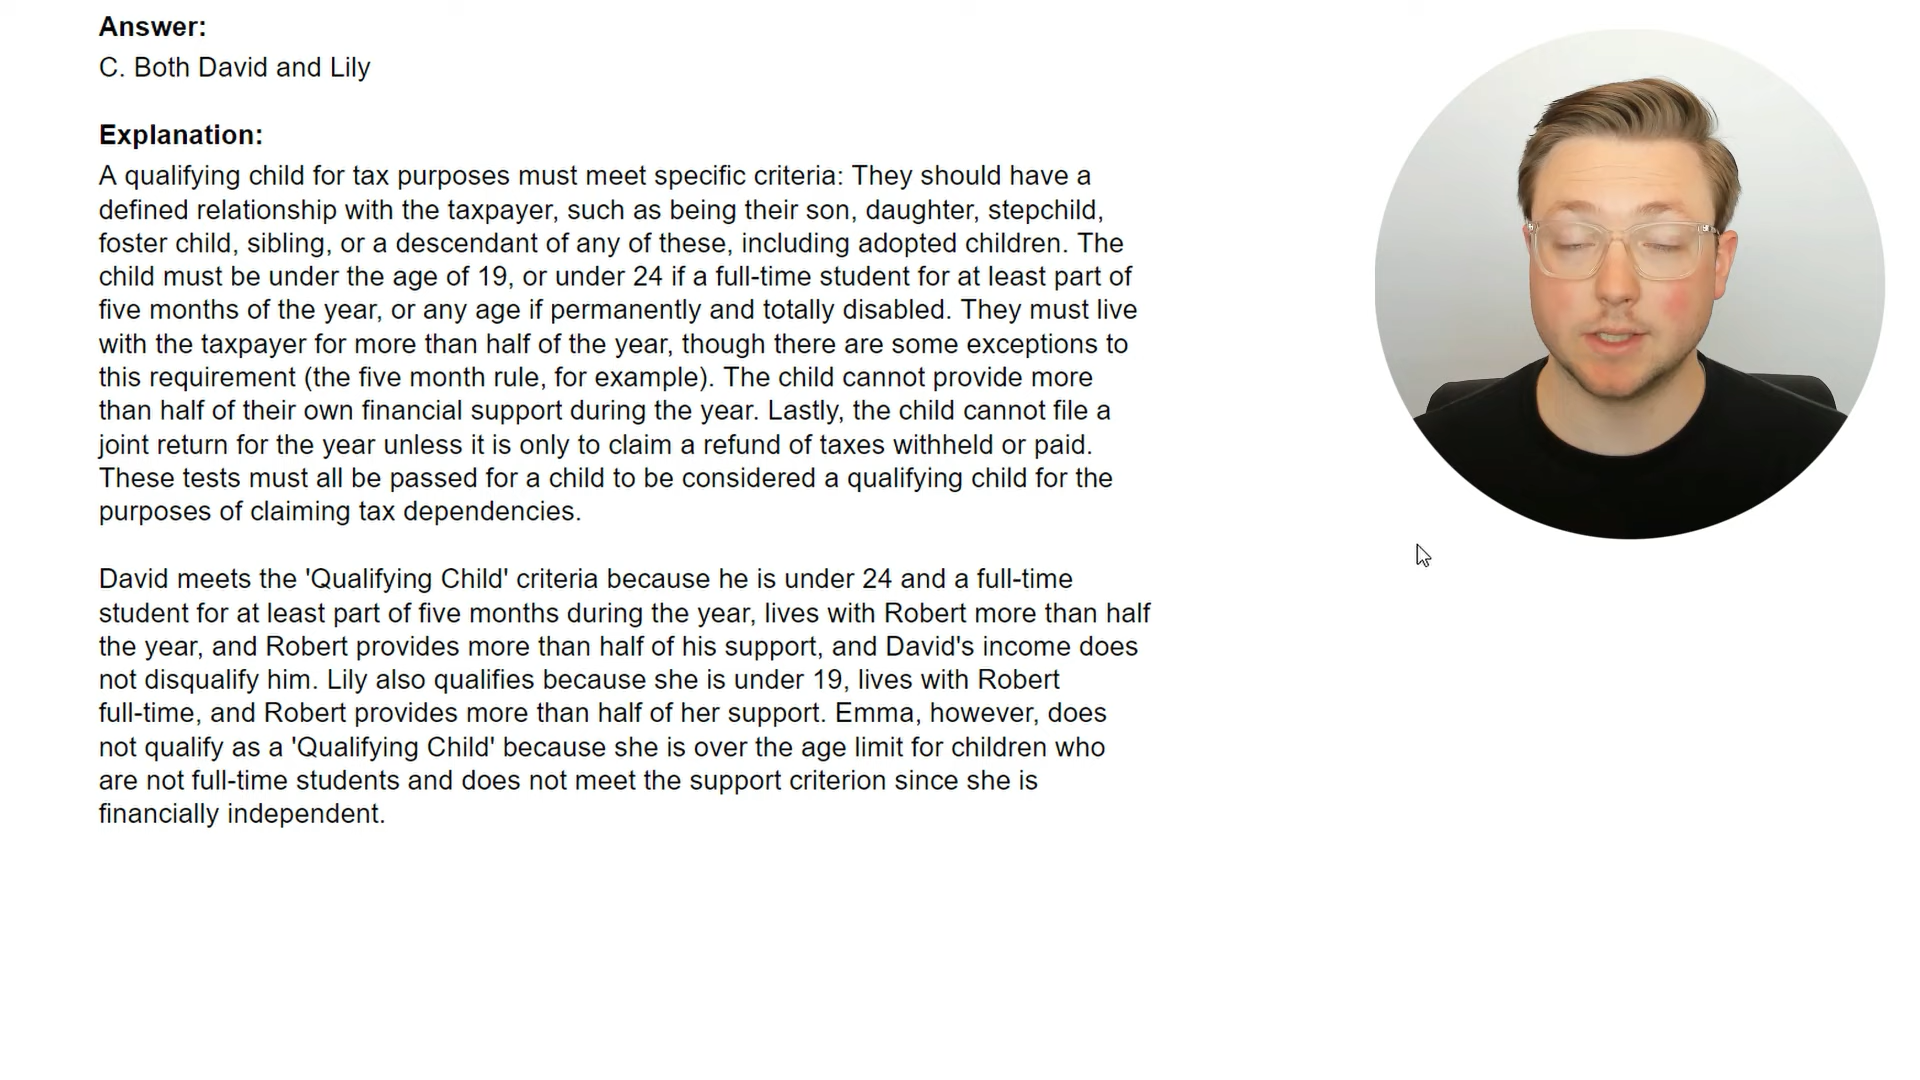 Answer:
C. Both David and Lily
Explanation:
A qualifying child for tax purposes must meet specific criteria: They should have a
defined relationship with the taxpayer, such as being their son, daughter, stepchild,
foster child, sibling, or a descendant of any of these, including adopted children. The
child must be under the age of 19, or under 24 if a full-time student for at least part of
five months of the year, or any age if permanently and totally disabled. They must live
with the taxpayer for more than half of the year, though there are some exceptions to
this requirement (the five month rule, for example). The child cannot provide more
than half of their own financial support during the year. Lastly, the child cannot file a
joint return for the year unless it is only to claim a refund of taxes withheld or paid.
These tests must all be passed for a child to be considered a qualifying child for the
purposes of claiming tax dependencies.
David meets the 'Qualifying Child' criteria because he is under 24 and a full-time
student for at least part of five months during the year, lives with Robert more than half
the year, and Robert provides more than half of his support, and David's income does
not disqualify him. Lily also qualifies because she is under 19, lives with Robert
full-time, and Robert provides more than half of her support. Emma, however, does
not qualify as a 'Qualifying Child' because she is over the age limit for children who
are not full-time students and does not meet the support criterion since she is
financially independent.